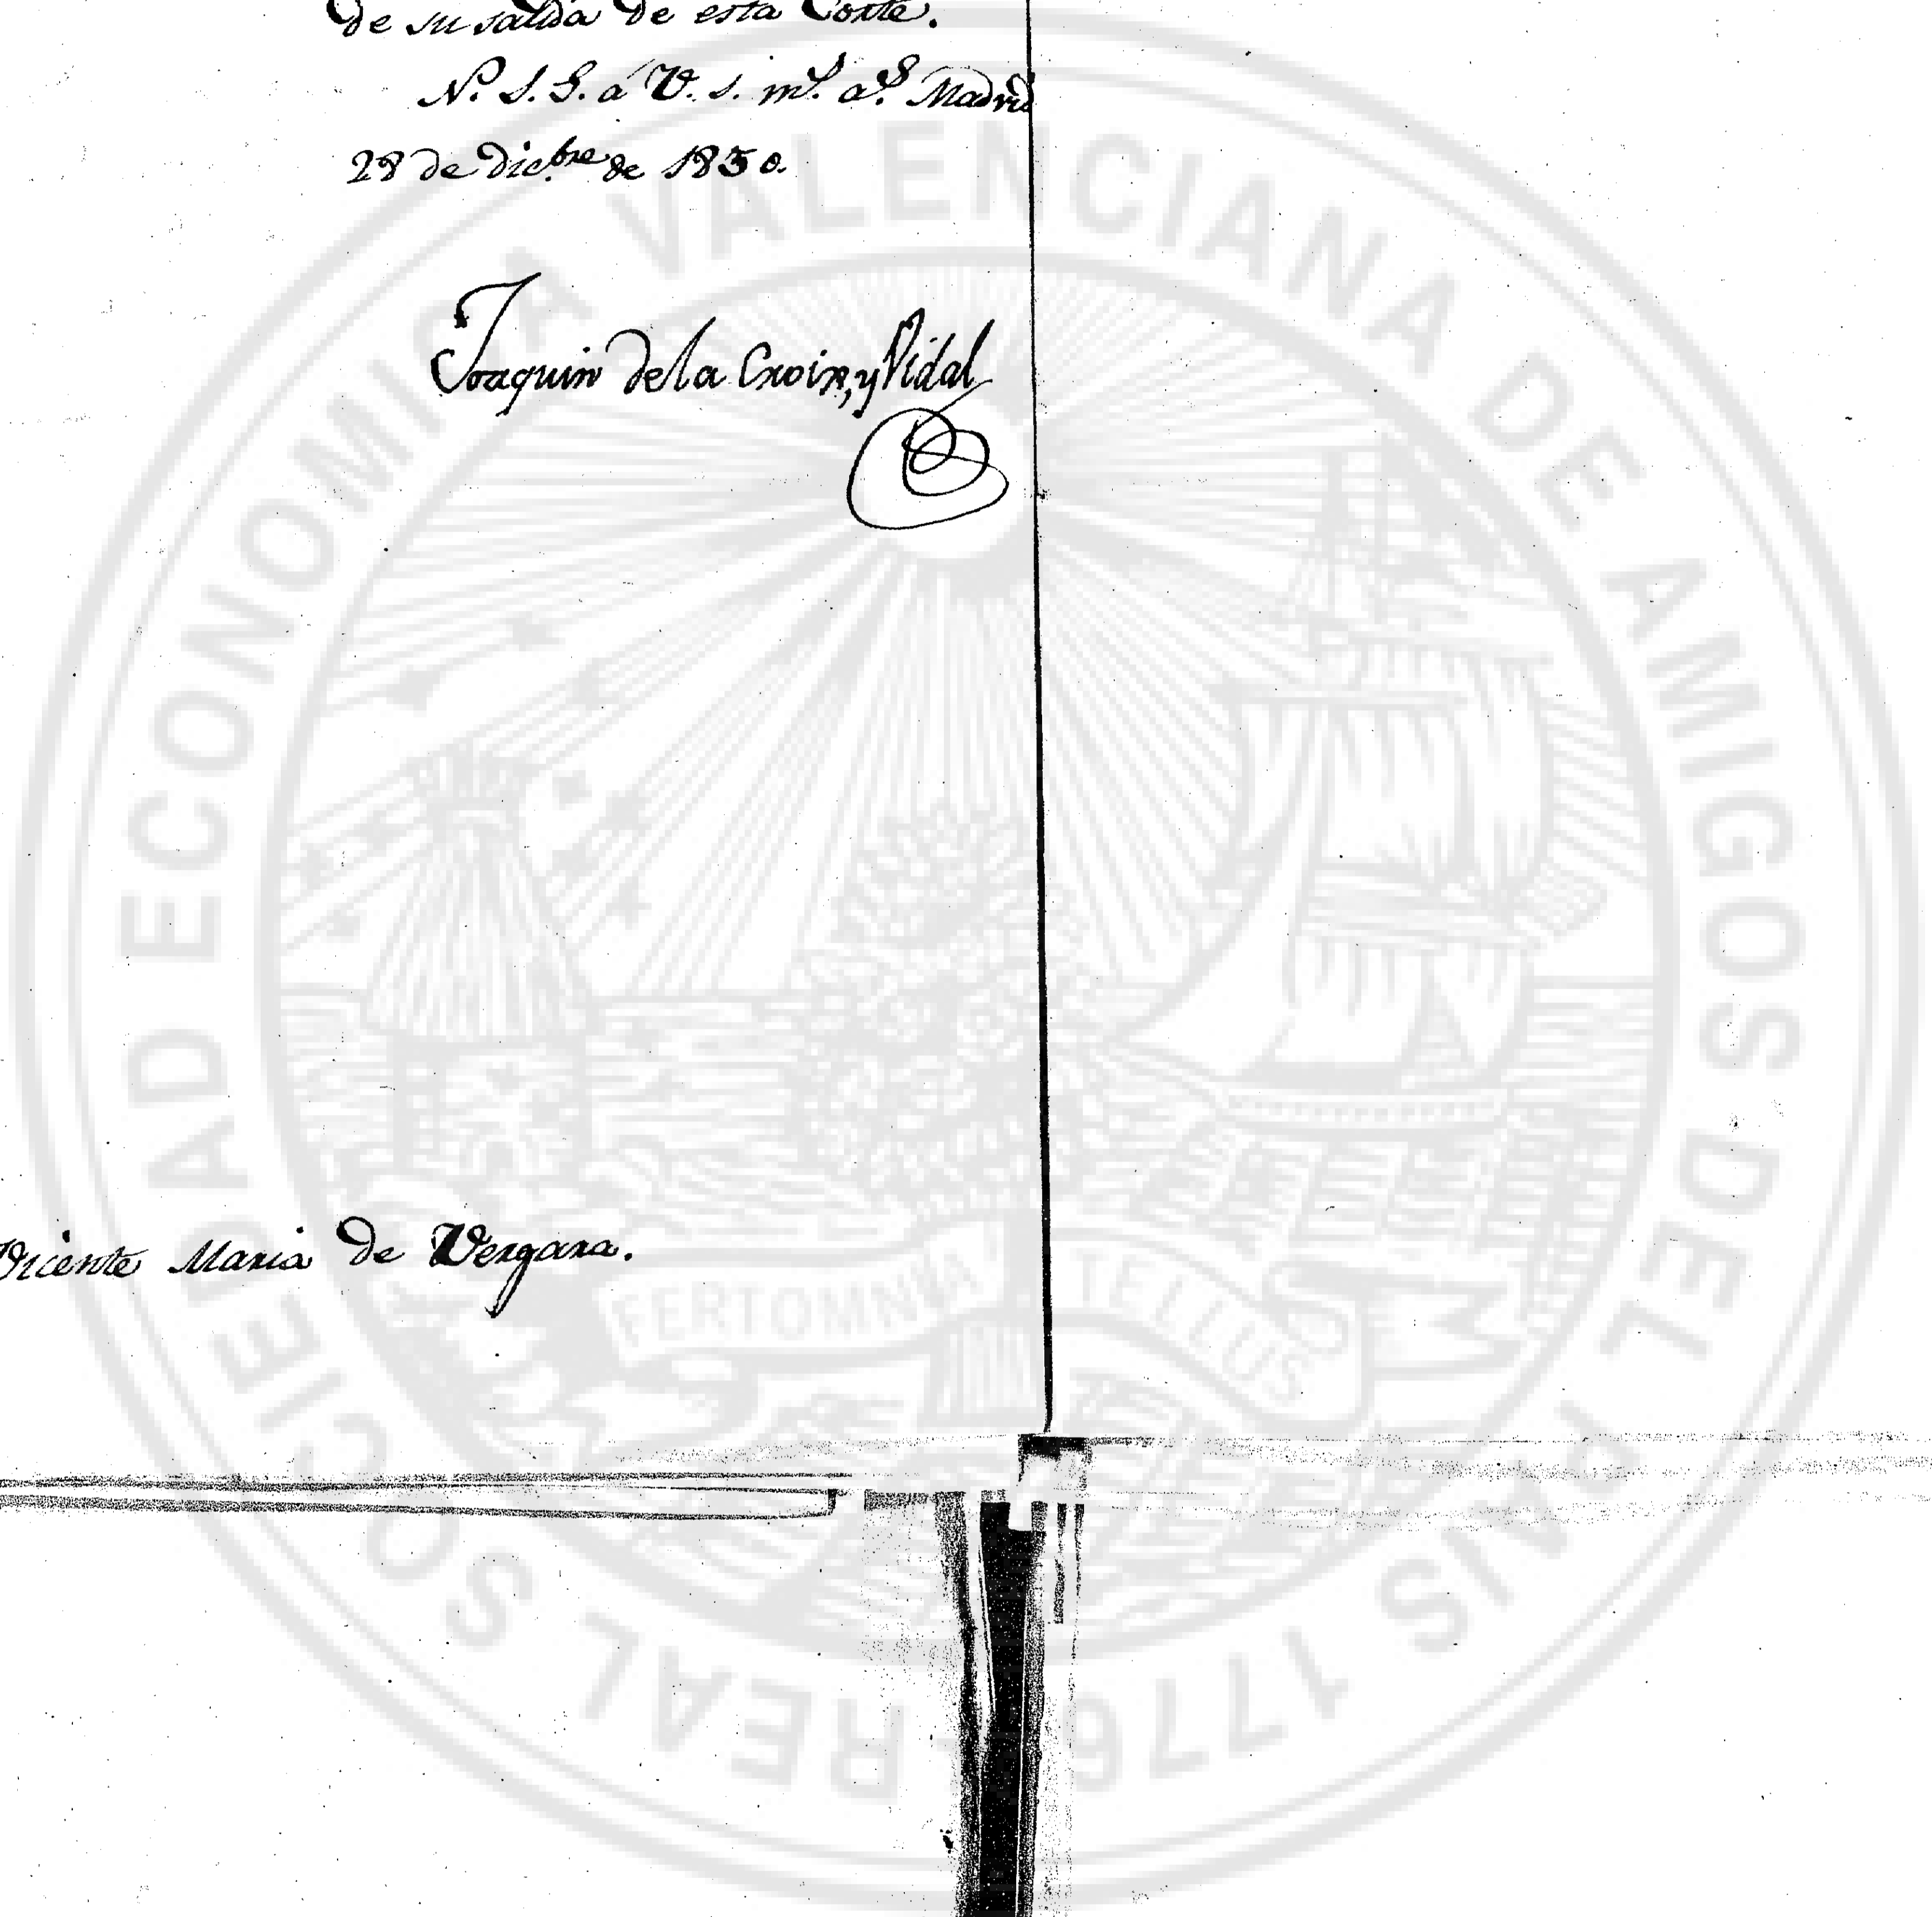 de su salida de esta Corte.
N. S. G. á V. S. m.s a.s Madrid
28 de Dic.bre de 1830.
Joaquin de la Croix, y Vidal
Vicente Maria de Vergara.
REAL SOCIEDAD ECONOMICA VALENCIANA DE AMIGOS DEL PAIS 1776
FERT OMN TELLUS